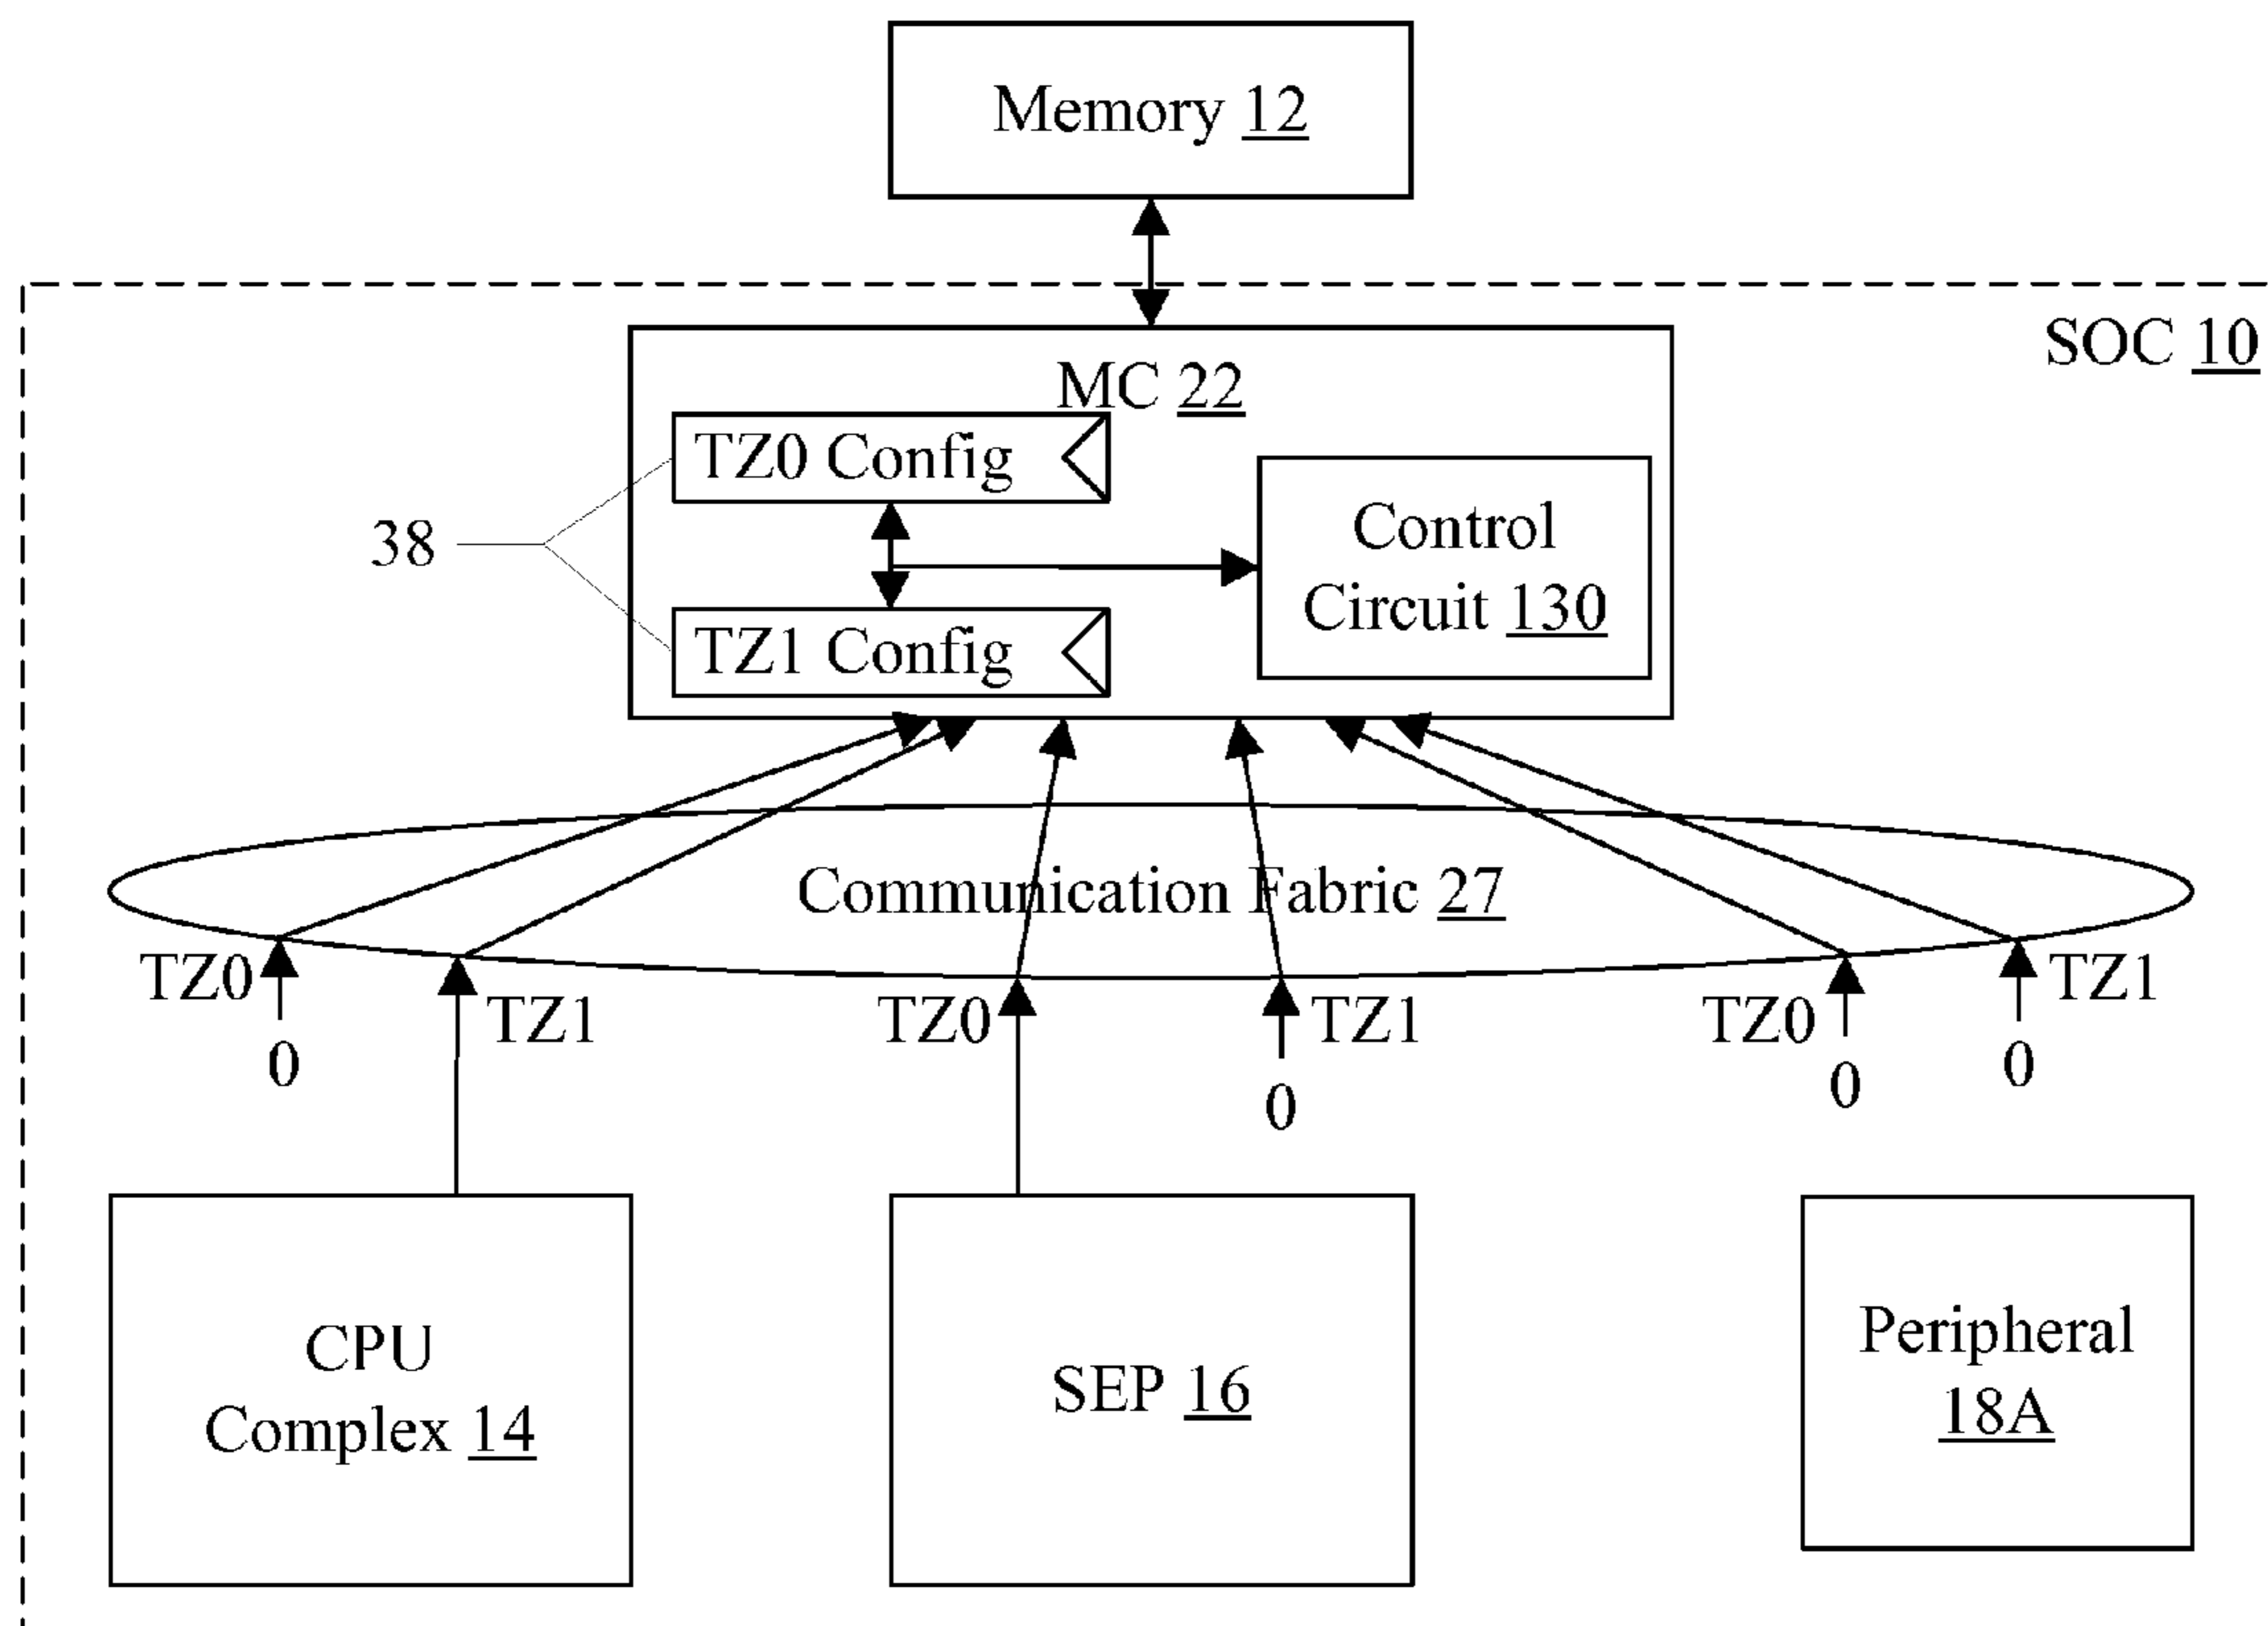 Memory 12
SOC 10
MC 22
TZ0 Config
38
Control
Circuit 130
TZ1 Config
Communication Fabric 27
TZ0
0
TZ1
TZ0
TZ1
0
TZ0
0
TZ1
0
CPU
Complex 14
SEP 16
Peripheral
18A